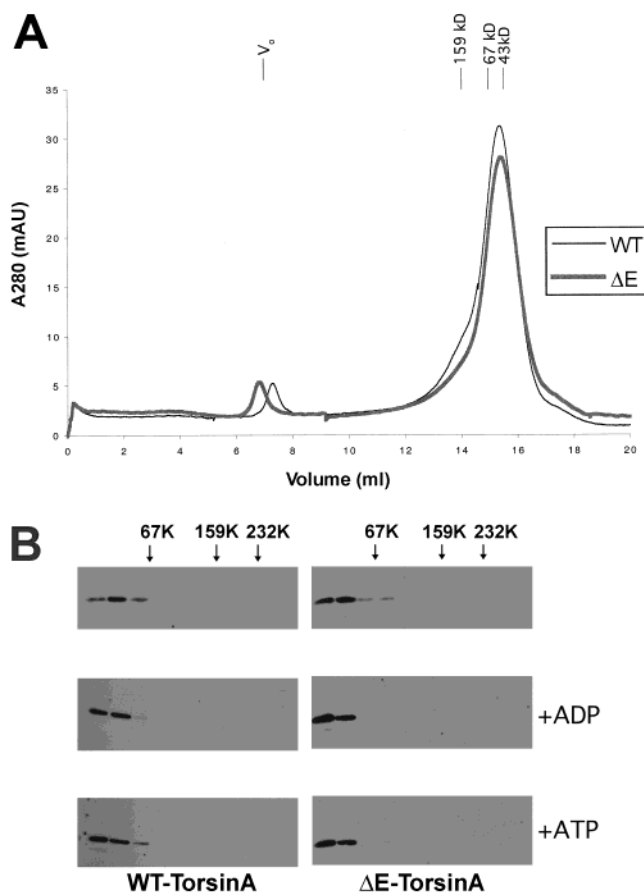 A
Vo
159 kD
67 kD
43kD
35
30
25
20
15
10
5
0
A280 (mAU)
WT
ΔE
0 2 4 6 8 10 12 14 16 18 20
Volume (ml)
B
67K 159K 232K 67K 159K 232K
+ADP
+ATP
WT-TorsinA ΔE-TorsinA